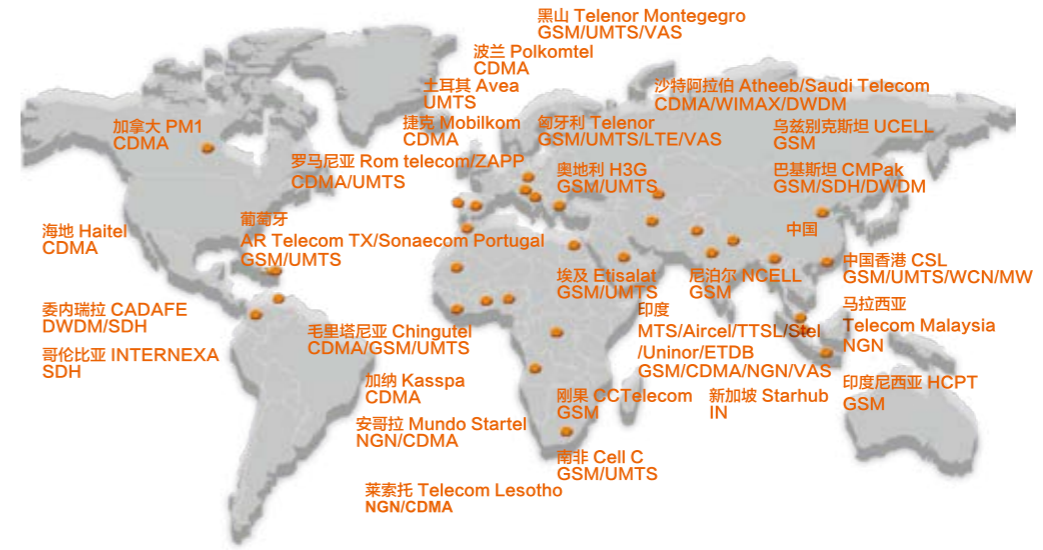 黑山 Telenor Montegegro
GSM/UMTS/VAS
波兰 Polkomtel
CDMA
土耳其 Avea
UMTS
沙特阿拉伯 Atheeb/Saudi Telecom
CDMA/WIMAX/DWDM
加拿大 PM1
CDMA
捷克 Mobilkom
CDMA
匈牙利 Telenor
GSM/UMTS/LTE/VAS
乌兹别克斯坦 UCELL
GSM
罗马尼亚 Rom telecom/ZAPP
CDMA/UMTS
奥地利 H3G
GSM/UMTS
巴基斯坦 CMPak
GSM/SDH/DWDM
海地 Haitel
CDMA
葡萄牙
AR Telecom TX/Sonaecom Portugal
GSM/UMTS
中国
埃及 Etisalat
GSM/UMTS
尼泊尔 NCELL
GSM
中国香港 CSL
GSM/UMTS/WCN/MW
委内瑞拉 CADAFE
DWDM/SDH
哥伦比亚 INTERNEXA
SDH
毛里塔尼亚 Chingutel
CDMA/GSM/UMTS
印度
MTS/Aircel/TTSL/Stel
/Uninor/ETDB
GSM/CDMA/NGN/VAS
马拉西亚
Telecom Malaysia
NGN
加纳 Kasspa
CDMA
刚果 CCTelecom
GSM
新加坡 Starhub
IN
印度尼西亚 HCPT
GSM
安哥拉 Mundo Startel
NGN/CDMA
南非 Cell C
GSM/UMTS
莱索托 Telecom Lesotho
NGN/CDMA